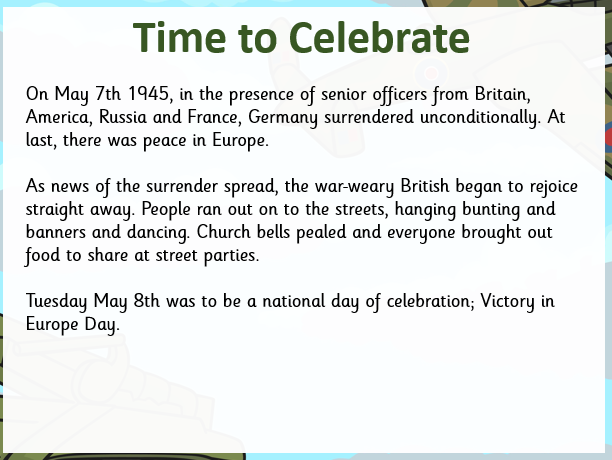 Time to Celebrate
On May 7th 1945, in the presence of senior officers from Britain,
America, Russia and France, Germany surrendered unconditionally. At
last, there was peace in Europe.
As news of the surrender spread, the war-weary British began to rejoice
straight away. People ran out on to the streets, hanging bunting and
banners and dancing. Church bells pealed and everyone brought out
food to share at street parties.
Tuesday May 8th was to be a national day of celebration; Victory in
Europe Day.